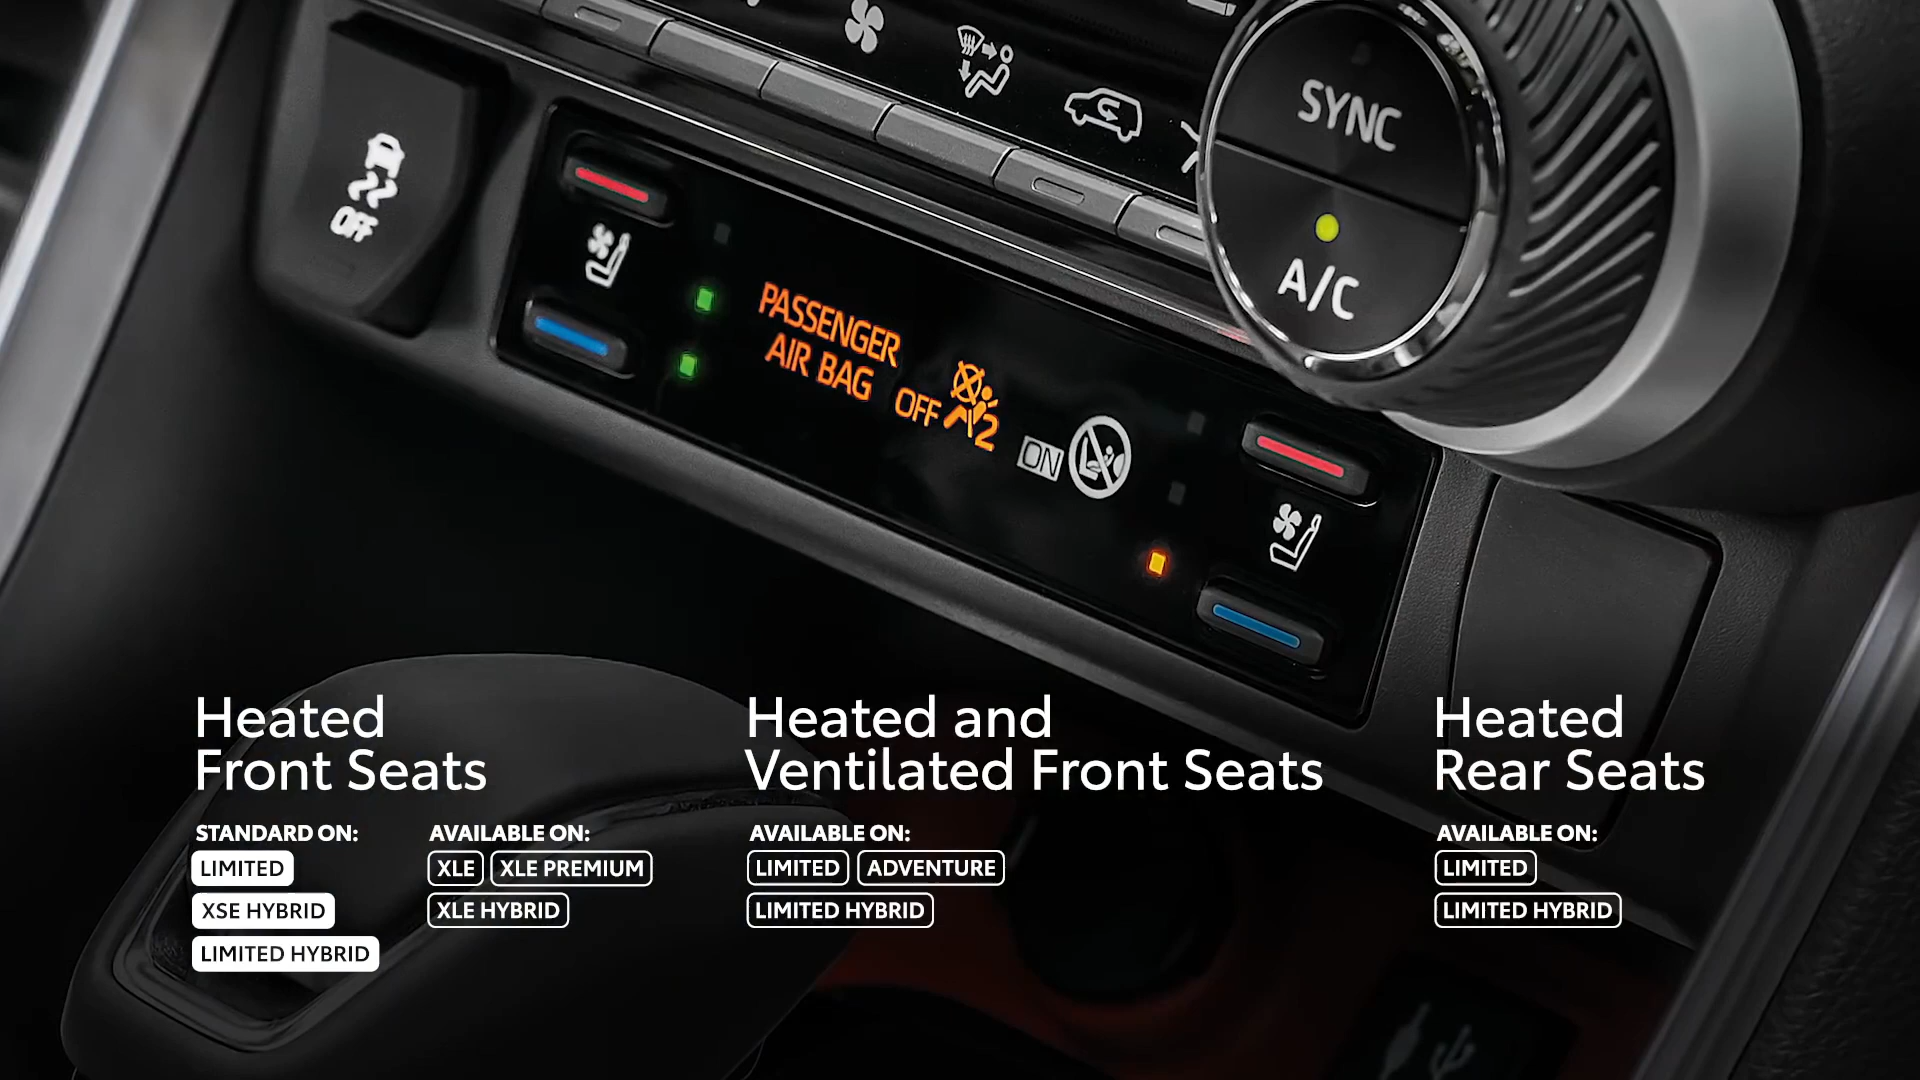 SYNC
A/C
OFF
PASSENGER
AIR BAG OFF 2
ON
Heated
Front Seats
STANDARD ON:
LIMITED
XSE HYBRID
LIMITED HYBRID
AVAILABLE ON:
XLE XLE PREMIUM
XLE HYBRID
Heated and
Ventilated Front Seats
AVAILABLE ON:
LIMITED ADVENTURE
LIMITED HYBRID
Heated
Rear Seats
AVAILABLE ON:
LIMITED
LIMITED HYBRID